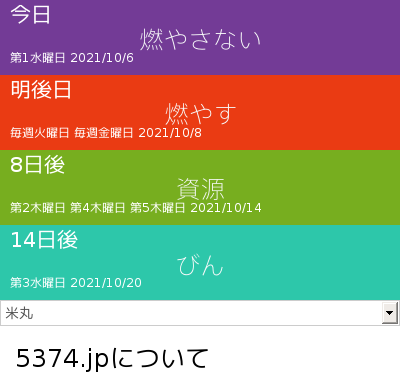 今日
燃やさない
第1水曜日 2021/10/6
明後日
燃やす
毎週火曜日 毎週金曜日 2021/10/8
8日後
資源
第2木曜日 第4木曜日 第5木曜日 2021/10/14
14日後
びん
第3水曜日 2021/10/20
米丸
5374.jpについて